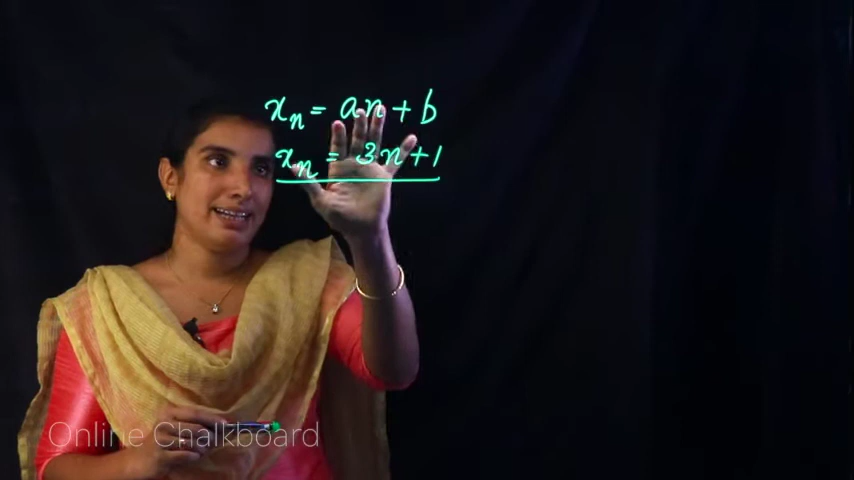 xₙ = an + b
xₙ = 3n + 1
Online Chalkboard